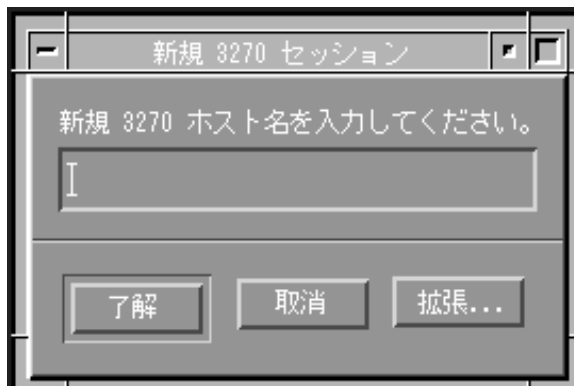 新規 3270 セッション
新規 3270 ホスト名を入力してください。
了解
取消
拡張...